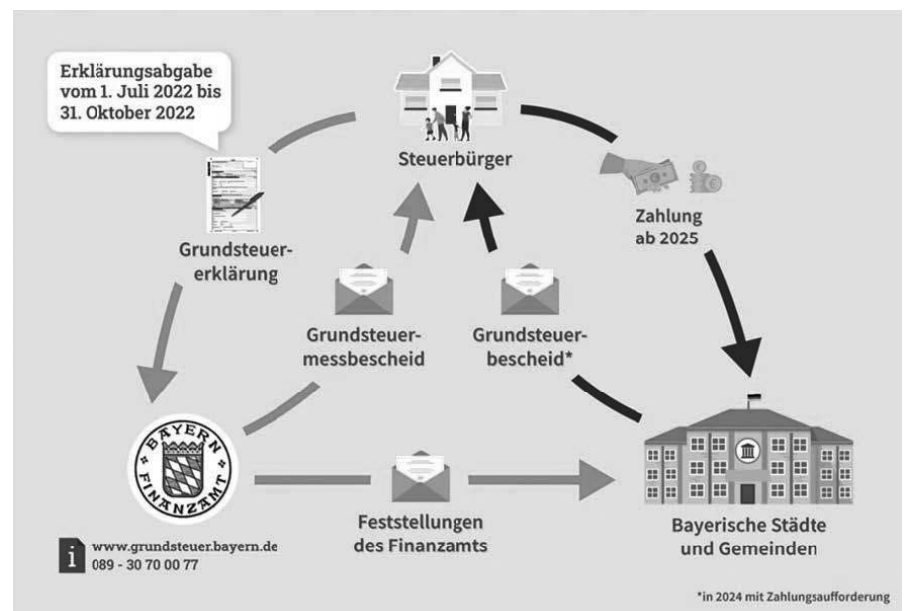 Erklärungsabgabe
vom 1. Juli 2022 bis
31. Oktober 2022
Steuerbürger
Grundsteuer-
erklärung
Zahlung
ab 2025
Grundsteuer-
messbescheid
Grundsteuer-
bescheid*
BAYERN
FINANZAMT
Feststellungen
des Finanzamts
Bayerische Städte
und Gemeinden
i
www.grundsteuer.bayern.de
089 - 30 70 00 77
*in 2024 mit Zahlungsaufforderung